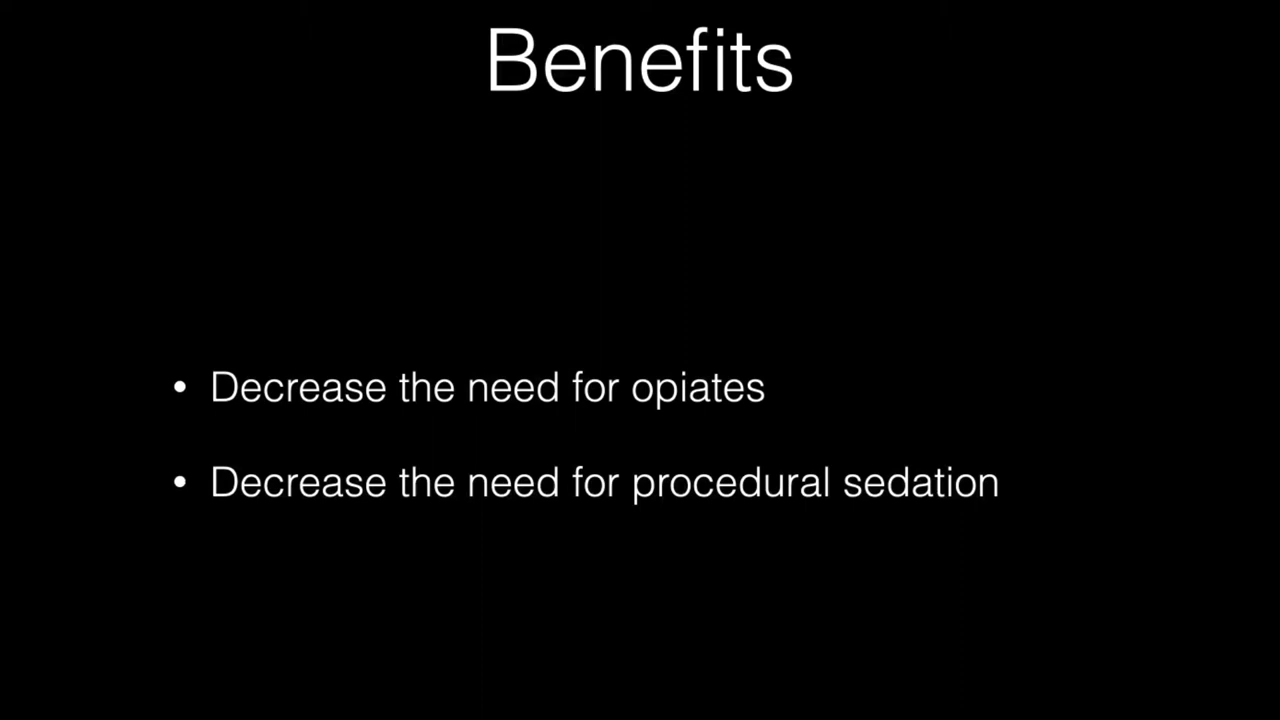 Benefits
• Decrease the need for opiates
• Decrease the need for procedural sedation